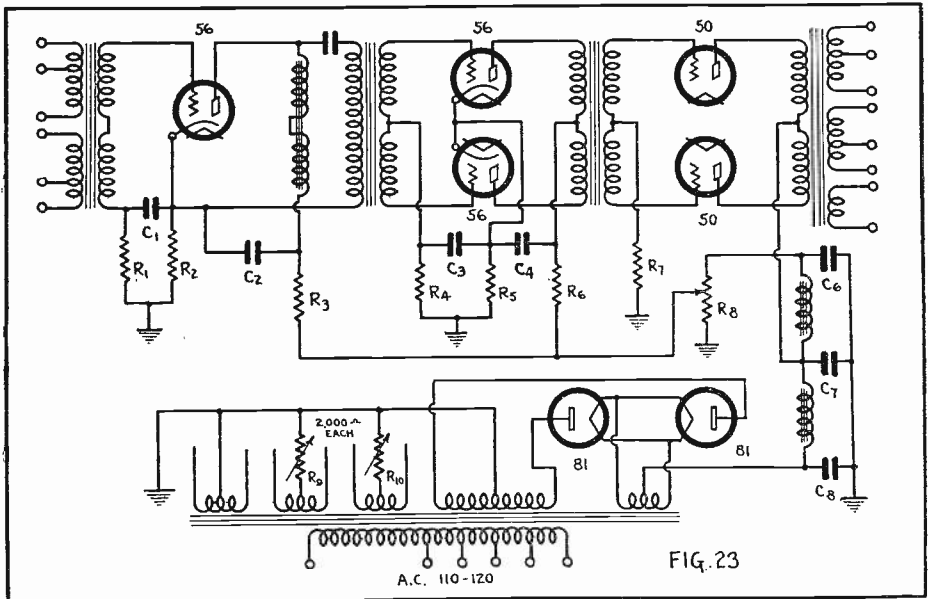 56
56
50
C1
R1
R2
C2
R3
56
C3
R4
R5
C4
R6
50
R7
R8
C6
C7
C8
2,000 ~
EACH
R9
R10
81
81
A.C. 110-120
FIG. 23